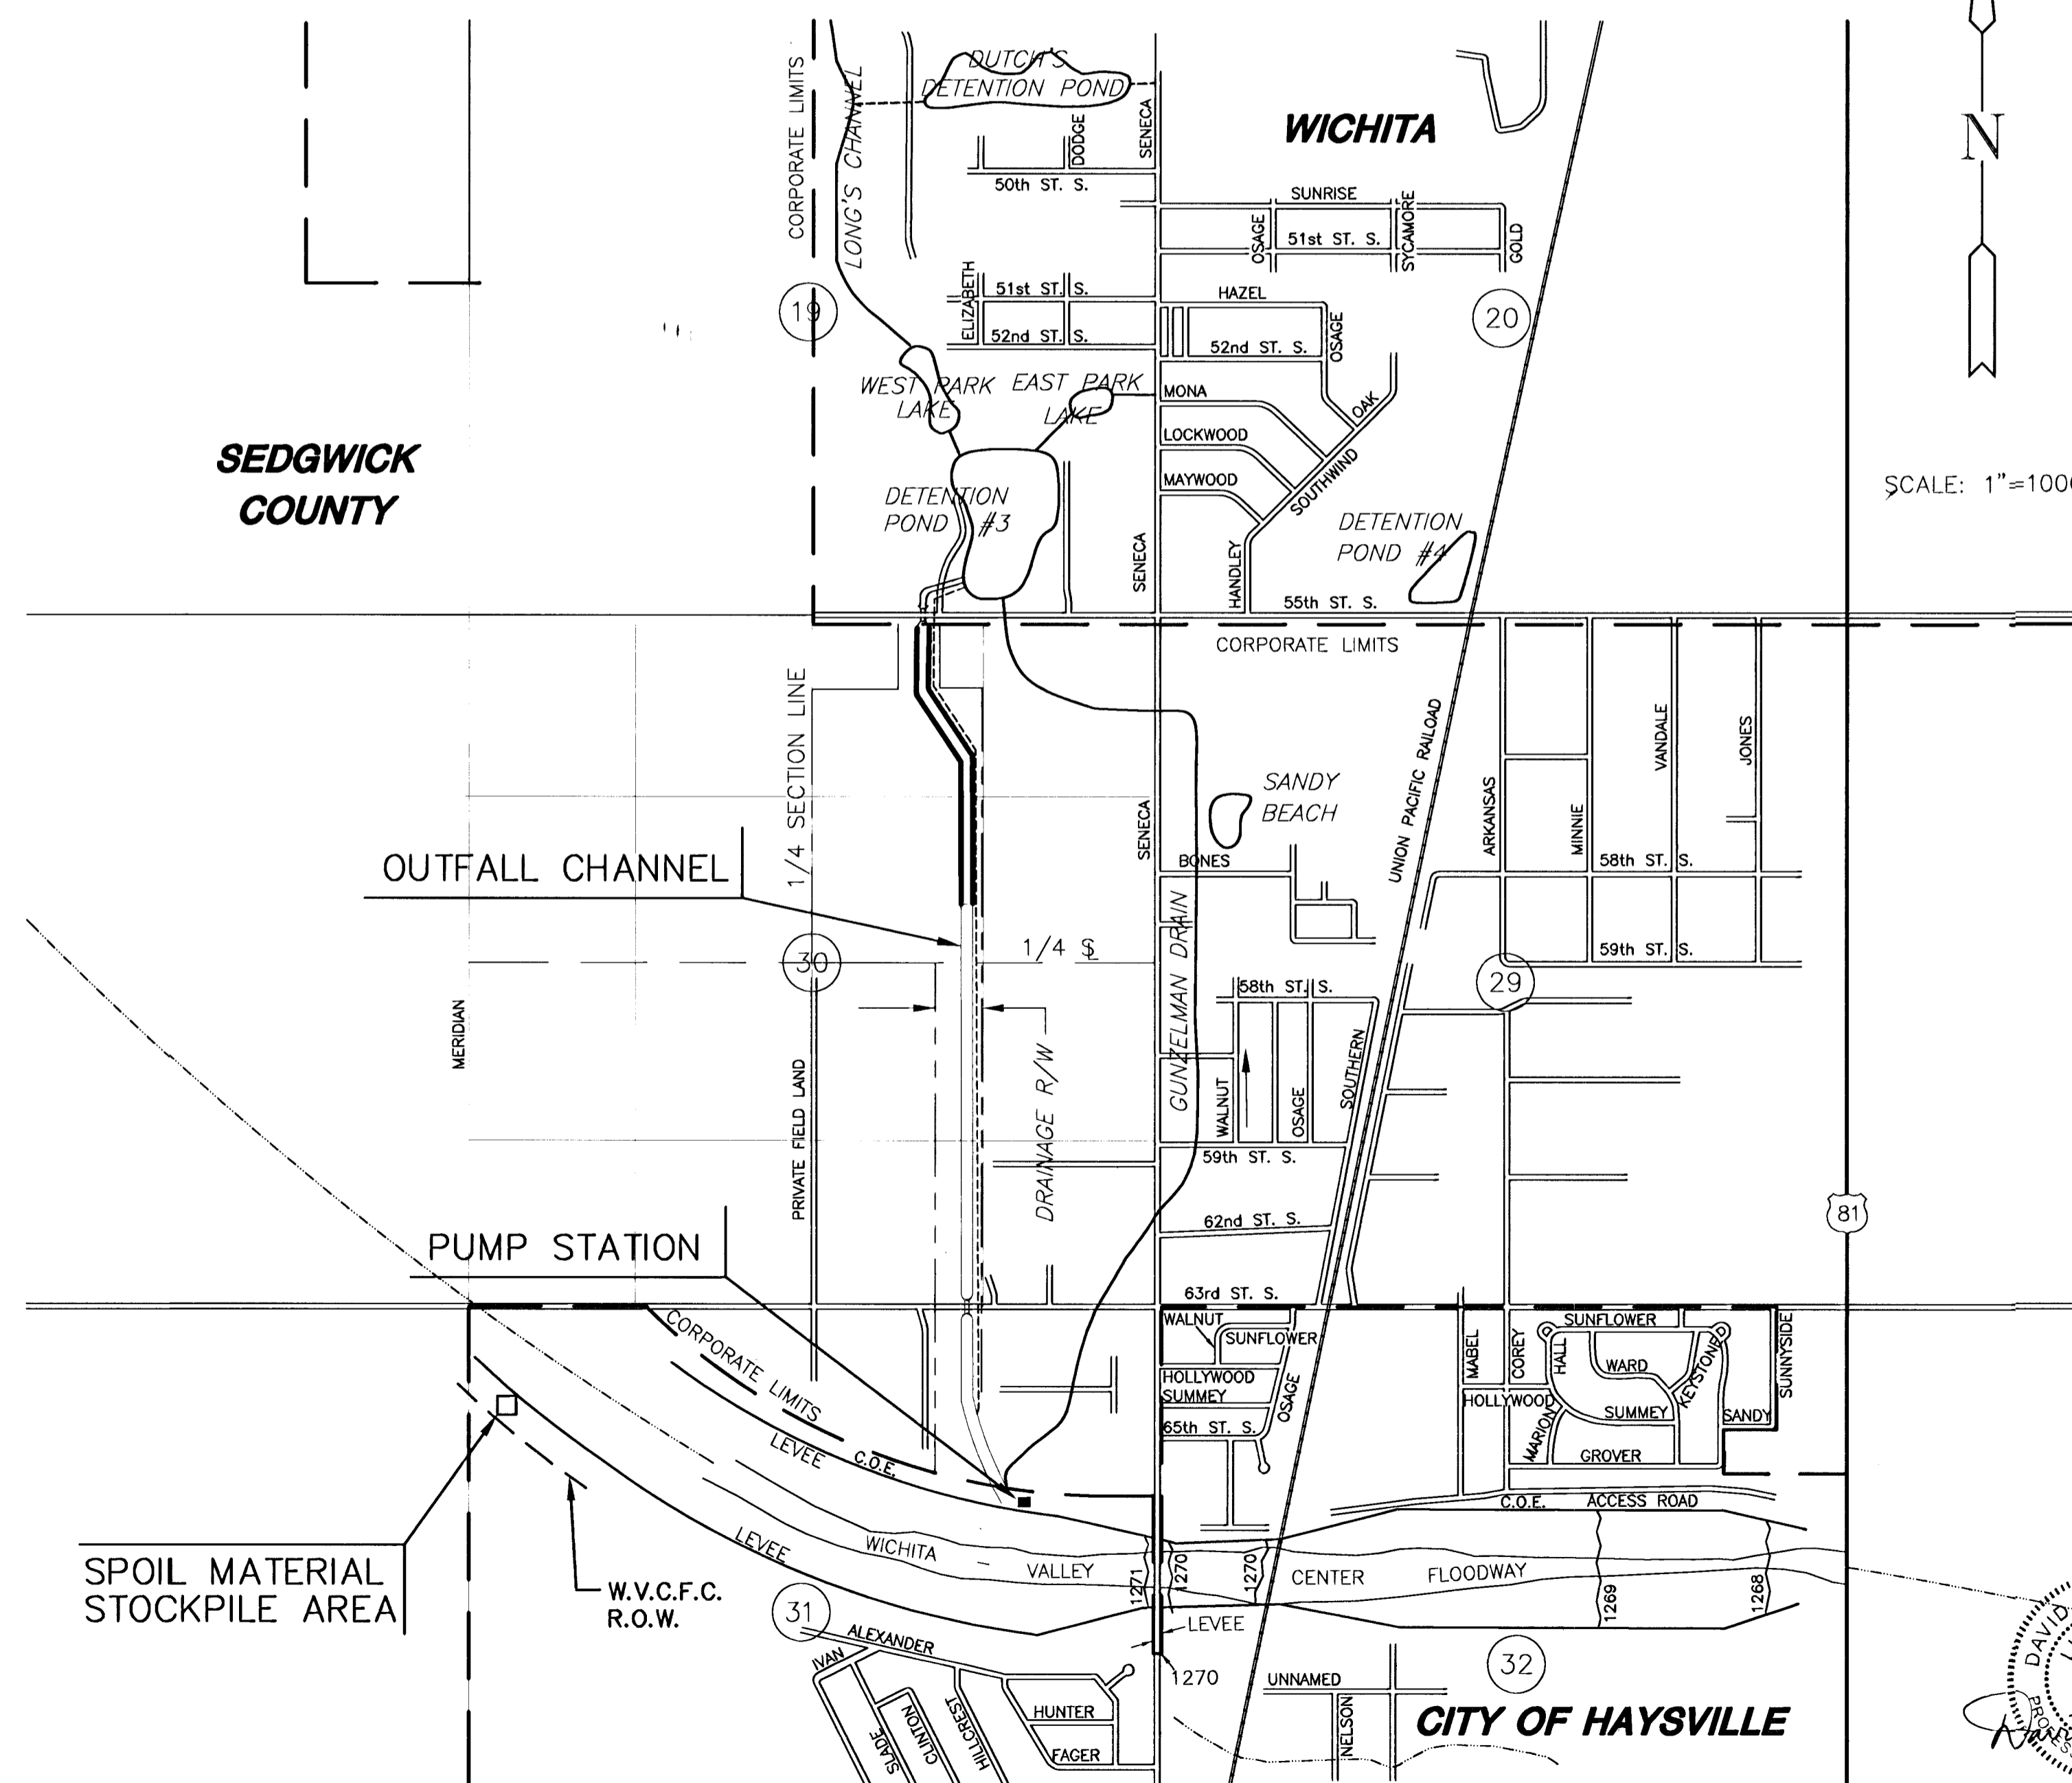 CORPORATE LIMITS
LONG'S CHANNEL
DUTCH'S
DETENTION POND
DODGE
SENECA
50th ST. S.
WICHITA
N
SUNRISE
OSAGE
51st ST. S.
SYCAMORE
GOLD
19
ELIZABETH
51st ST. S.
52nd ST. S.
HAZEL
52nd ST. S.
OSAGE
20
WEST PARK
LAKE
EAST PARK
LAKE
MONA
LOCKWOOD
MAYWOOD
OAK
SOUTHWIND
HANDLEY
SEDGWICK
COUNTY
DETENTION
POND #3
SENECA
DETENTION
POND #4
SCALE: 1"=100
55th ST. S.
CORPORATE LIMITS
1/4 SECTION LINE
UNION PACIFIC RAILOAD
ARKANSAS
MINNIE
VANDALE
JONES
SANDY
BEACH
SENECA
BONES
58th ST. S.
59th ST. S.
OUTFALL CHANNEL
30
1/4
GUNZELMAN DRAIN
29
MERIDIAN
PRIVATE FIELD LAND
DRAINAGE R/W
58th ST. S.
WALNUT
OSAGE
SOUTHERN
59th ST. S.
62nd ST. S.
81
PUMP STATION
63rd ST. S.
CORPORATE LIMITS
WALNUT
SUNFLOWER
HOLLYWOOD
SUMMEY
65th ST. S.
OSAGE
MABEL
COREY
HALL
SUNFLOWER
WARD
KEYSTONE
SUNNYSIDE
HOLLYWOOD
MARION
SUMMEY
SANDY
GROVER
LEVEE
C.O.E.
C.O.E. ACCESS ROAD
LEVEE
WICHITA
VALLEY
CENTER
FLOODWAY
1271
1270
1270
1269
1268
SPOIL MATERIAL
STOCKPILE AREA
W.V.C.F.C.
R.O.W.
31
LEVEE
1270
ALEXANDER
IVAN
SLADE
CLINTON
HILLCREST
HUNTER
FAGER
UNNAMED
NELSON
32
CITY OF HAYSVILLE
DAVID